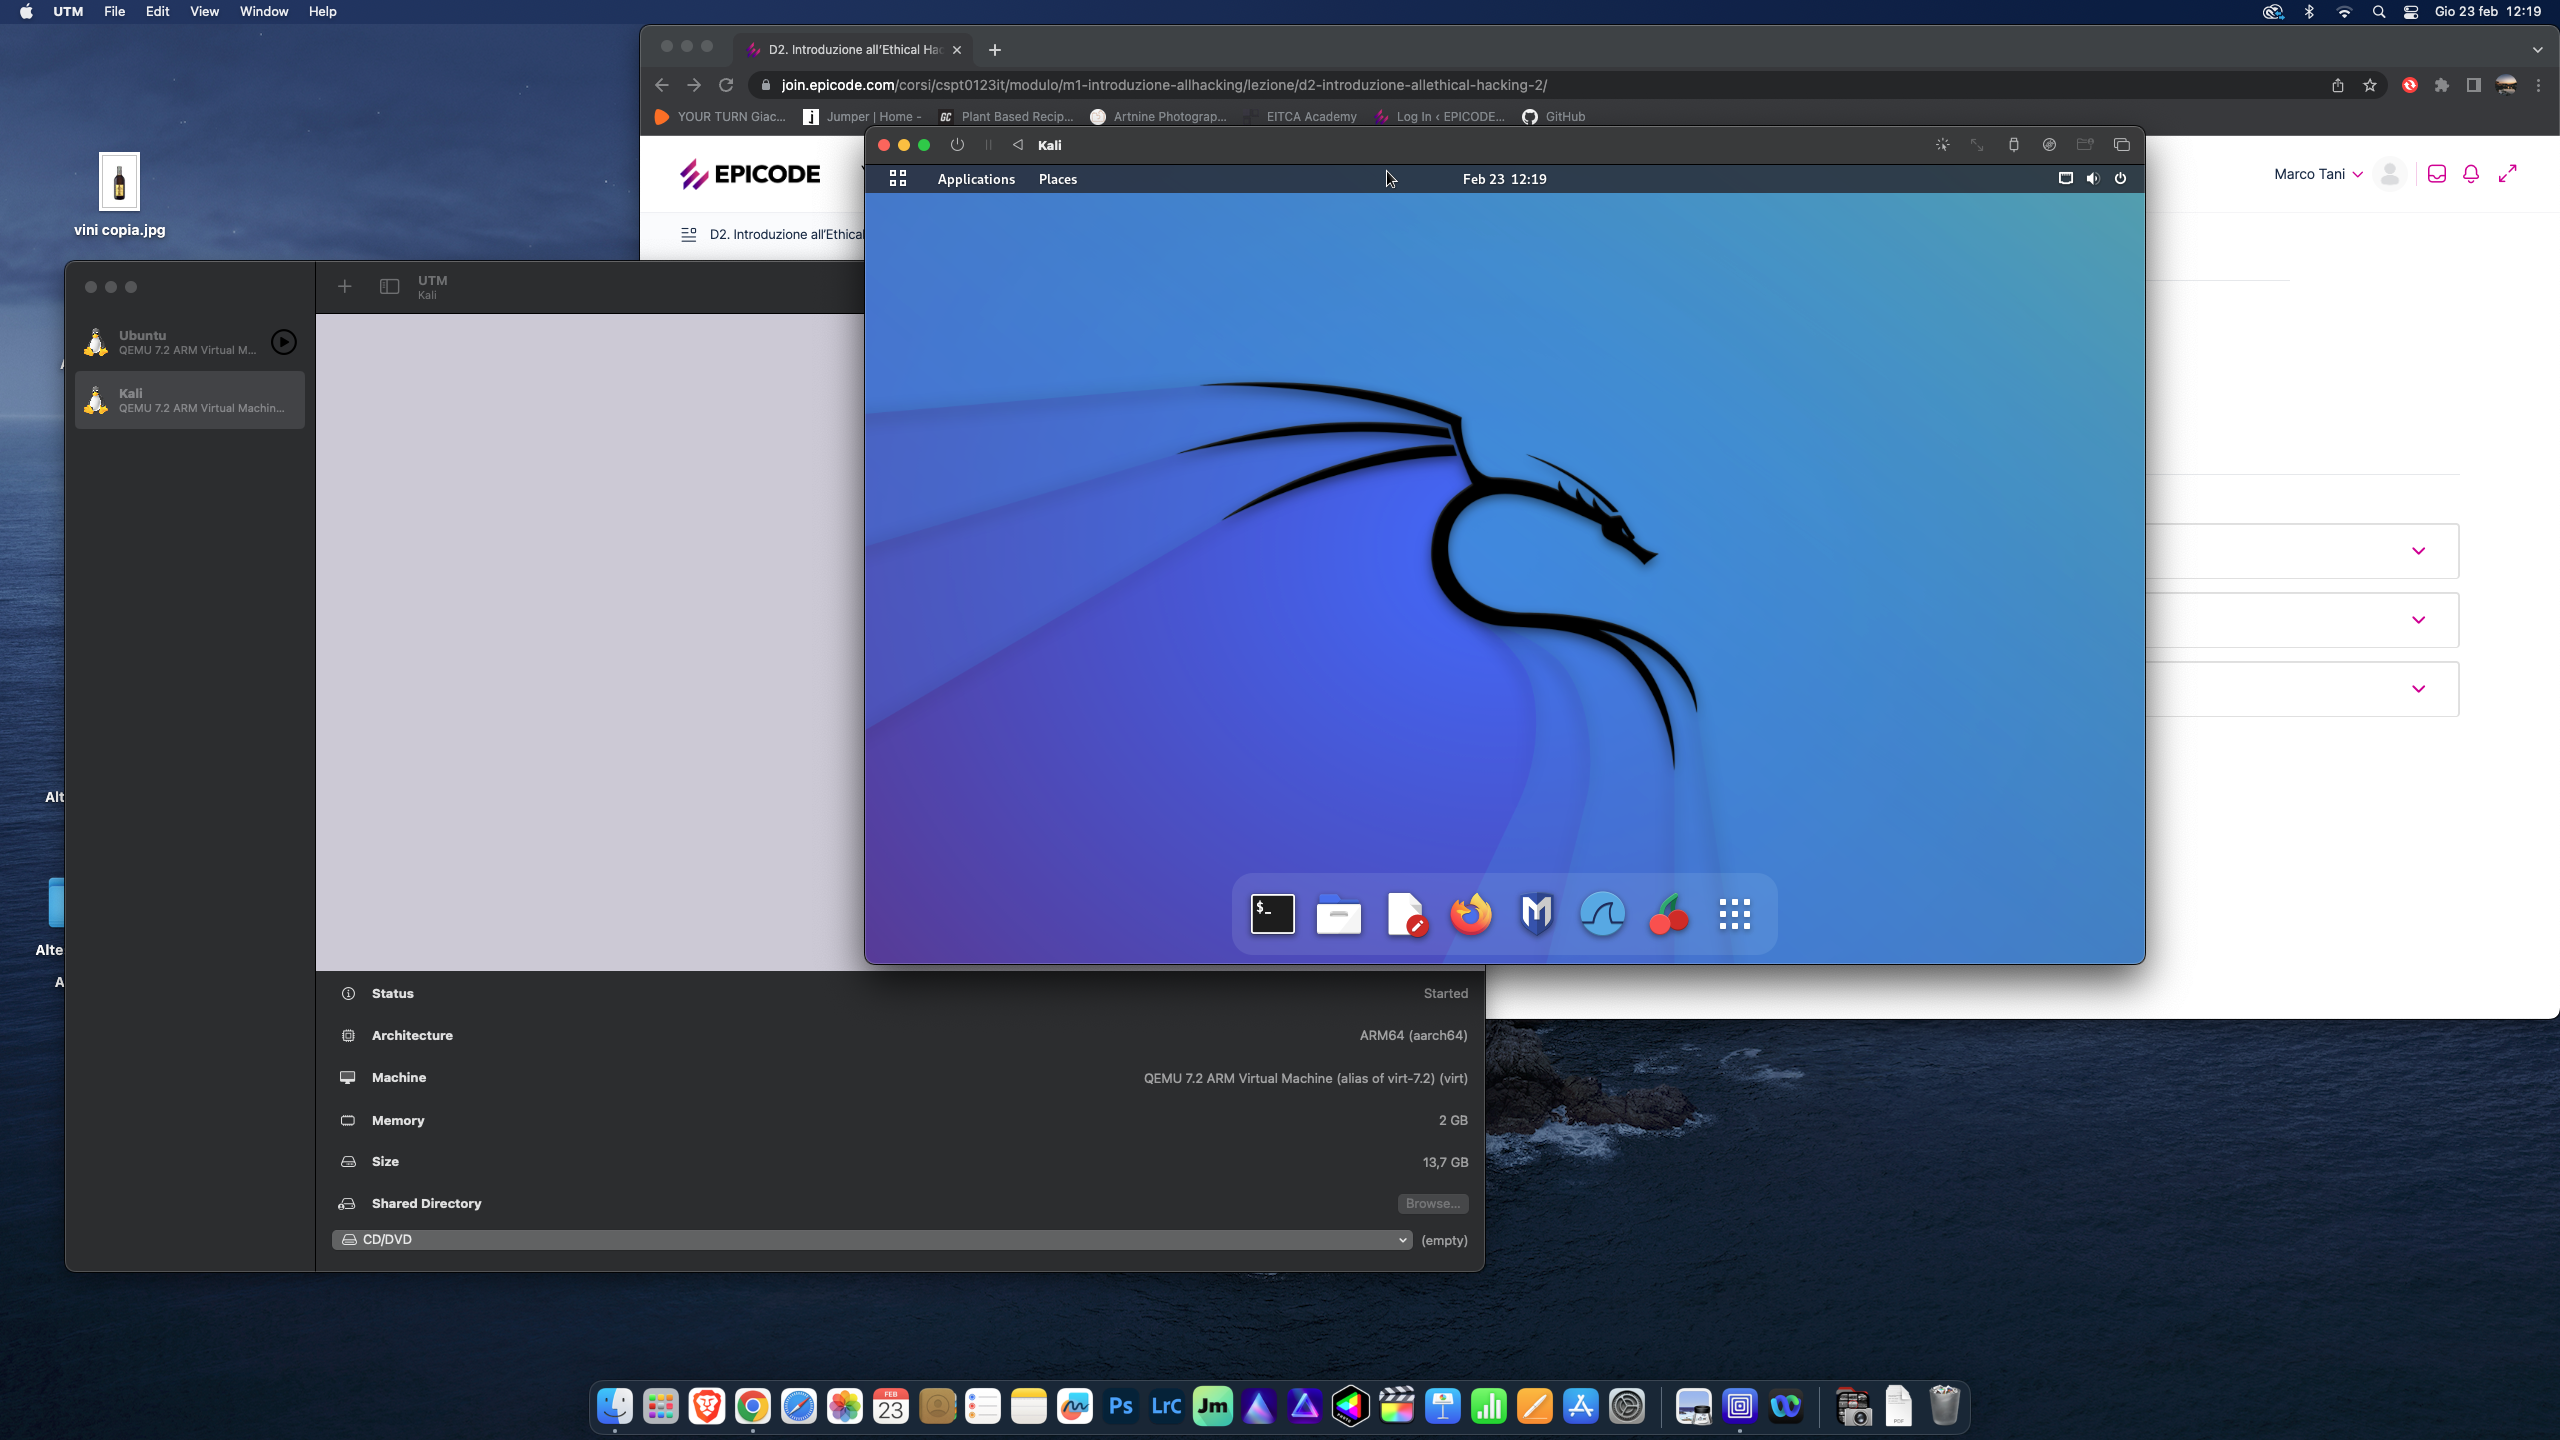 UTM File Edit View Window Help
Gio 23 feb 12:19
D2. Introduzione all'Ethical Hac
join.epicode.com/corsi/cspt0123it/modulo/m1-introduzione-allhacking/lezione/d2-introduzione-allethical-hacking-2/
YOUR TURN Giac... Jumper | Home - Plant Based Recip... Artnine Photograp... EITCA Academy Log In ‹ EPICODE... GitHub
Kali
EPICODE
Marco Tani
Applications Places
Feb 23 12:19
D2. Introduzione all'Ethical
vini copia.jpg
UTM
Kali
Ubuntu
QEMU 7.2 ARM Virtual M...
Kali
QEMU 7.2 ARM Virtual Machin...
Alt
Alte
A
$_
Status Started
Architecture ARM64 (aarch64)
Machine QEMU 7.2 ARM Virtual Machine (alias of virt-7.2) (virt)
Memory 2 GB
Size 13,7 GB
Shared Directory Browse...
CD/DVD (empty)
FEB
23
Ps
LrC
Jm
PDF